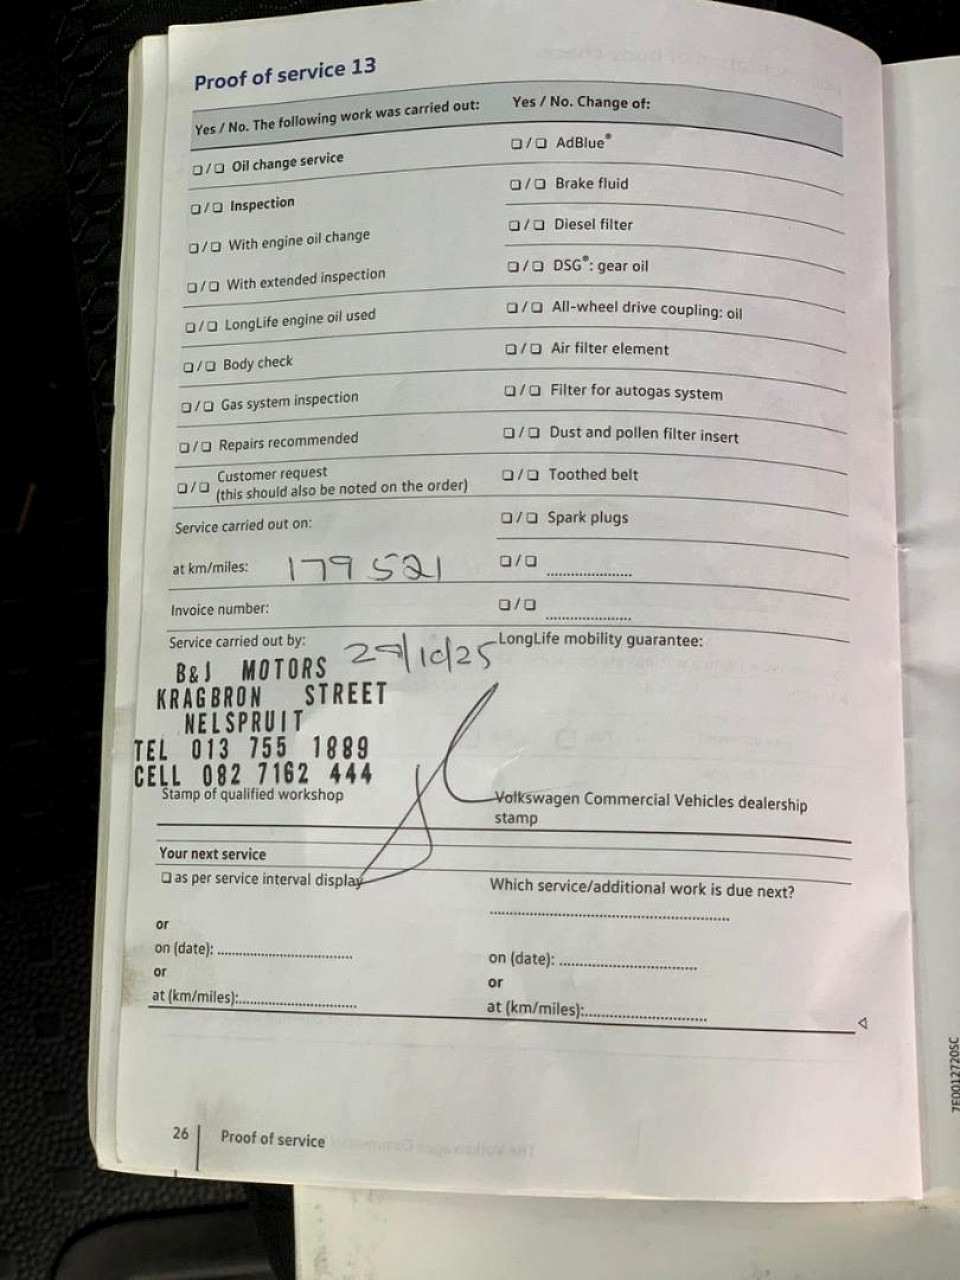 Proof of service 13
Yes / No. The following work was carried out:
❑/❑ Oil change service
❑/❑ Inspection
❑/❑ With engine oil change
❑/❑ With extended inspection
❑/❑ LongLife engine oil used
❑/❑ Body check
❑/❑ Gas system inspection
❑/❑ Repairs recommended
❑/❑ Customer request
(this should also be noted on the order)
Service carried out on:
at km/miles: 179 521
Invoice number:
Service carried out by:
/10/25
B&J MOTORS
KRAGBRON STREET
NELSPRUIT
TEL 013 755 1889
CELL 082 7162 444
Stamp of qualified workshop
Yes / No. Change of:
❑/❑ AdBlue®
❑/❑ Brake fluid
❑/❑ Diesel filter
❑/❑ DSG®: gear oil
❑/❑ All-wheel drive coupling: oil
❑/❑ Air filter element
❑/❑ Filter for autogas system
❑/❑ Dust and pollen filter insert
❑/❑ Toothed belt
❑/❑ Spark plugs
❑/❑ ....................
❑/❑ ....................
LongLife mobility guarantee:
Volkswagen Commercial Vehicles dealership
stamp
Your next service
❑ as per service interval display
or
on (date): ................................
or
at (km/miles):............................
Which service/additional work is due next?
..........................................................
on (date): .................................
or
at (km/miles):..............................
26 Proof of service
7E0012720SC